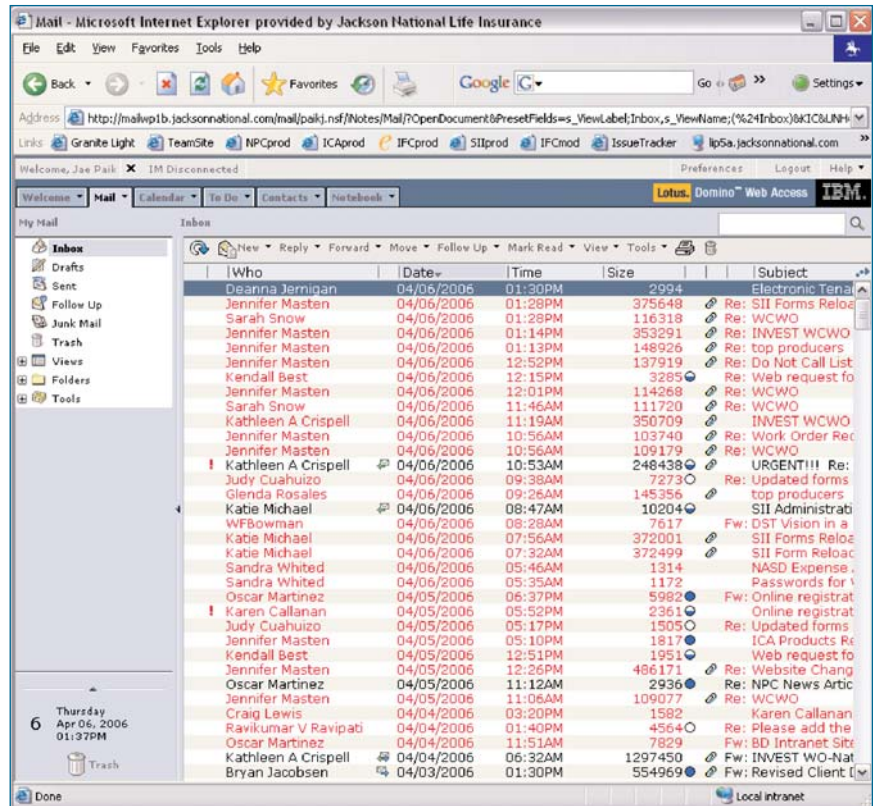 Mail - Microsoft Internet Explorer provided by Jackson National Life Insurance
File Edit View Favorites Tools Help
Back Favorites Google G Go Settings
Address http://mailwp1b.jacksonnational.com/mail/paikj.nsf/iNotes/Mail/?OpenDocument&PresetFields=s_ViewLabel;Inbox,s_ViewName;(%24Inbox)&KIC&UNH
Links Granite Light TeamSite NPCprod ICAprod IFCprod SIIprod IFCmod IssueTracker lip5a.jacksonnational.com
Welcome, Jae Paik X IM Disconnected Preferences Logout Help
Welcome Mail Calendar To Do Contacts Notebook Lotus. Domino™ Web Access IBM.
My Mail Inbox
Inbox
Drafts
Sent
Follow Up
Junk Mail
Trash
Views
Folders
Tools
New Reply Forward Move Follow Up Mark Read View Tools
Who Date Time Size Subject
Deanna Jernigan 04/06/2006 01:30PM 2994 Electronic Tena
Jennifer Masten 04/06/2006 01:28PM 375648 Re: SII Forms Reloa
Sarah Snow 04/06/2006 01:28PM 116318 Re: WCWO
Jennifer Masten 04/06/2006 01:14PM 353291 Re: INVEST WCWO
Jennifer Masten 04/06/2006 01:13PM 148926 Re: top producers
Jennifer Masten 04/06/2006 12:52PM 137919 Re: Do Not Call List
Kendall Best 04/06/2006 12:15PM 3285 Re: Web request fo
Jennifer Masten 04/06/2006 12:01PM 114268 Re: WCWO
Sarah Snow 04/06/2006 11:46AM 111720 Re: WCWO
Kathleen A Crispell 04/06/2006 11:19AM 350709 INVEST WCWO
Jennifer Masten 04/06/2006 10:56AM 103740 Re: Work Order Rec
Jennifer Masten 04/06/2006 10:56AM 109179 Re: WCWO
! Kathleen A Crispell 04/06/2006 10:53AM 248438 URGENT!!! Re:
Judy Cuahuizo 04/06/2006 09:38AM 7273 Re: Updated forms
Glenda Rosales 04/06/2006 09:26AM 145356 top producers
Katie Michael 04/06/2006 08:47AM 10204 SII Administrati
WFBowman 04/06/2006 08:28AM 7617 Fw: DST Vision in a
Katie Michael 04/06/2006 07:56AM 372001 SII Forms Reloa
Katie Michael 04/06/2006 07:32AM 372499 SII Form Reloac
Sandra Whited 04/06/2006 05:46AM 1314 NASD Expense
Sandra Whited 04/06/2006 05:35AM 1172 Passwords for
Oscar Martinez 04/05/2006 06:37PM 5982 Fw: Online registrat
! Karen Callanan 04/05/2006 05:52PM 2361 Online registrat
Judy Cuahuizo 04/05/2006 05:17PM 1505 Re: Updated forms
Jennifer Masten 04/05/2006 05:10PM 1817 ICA Products Re
Kendall Best 04/05/2006 12:51PM 1951 Web request fo
Jennifer Masten 04/05/2006 12:26PM 486171 Re: Website Chang
Oscar Martinez 04/05/2006 11:12AM 2936 Re: NPC News Artic
Jennifer Masten 04/05/2006 11:06AM 109077 Re: WCWO
Craig Lewis 04/04/2006 03:20PM 1582 Karen Callanan
Ravikumar V Ravipati 04/04/2006 01:40PM 4564 Re: Please add the
Oscar Martinez 04/04/2006 11:51AM 7829 Fw: BD Intranet Site
Kathleen A Crispell 04/04/2006 06:32AM 1297450 Fw: INVEST WO-Nat
Bryan Jacobsen 04/03/2006 01:30PM 554969 Fw: Revised Client
Thursday
6 Apr 06, 2006
01:37PM
Trash
Done Local intranet